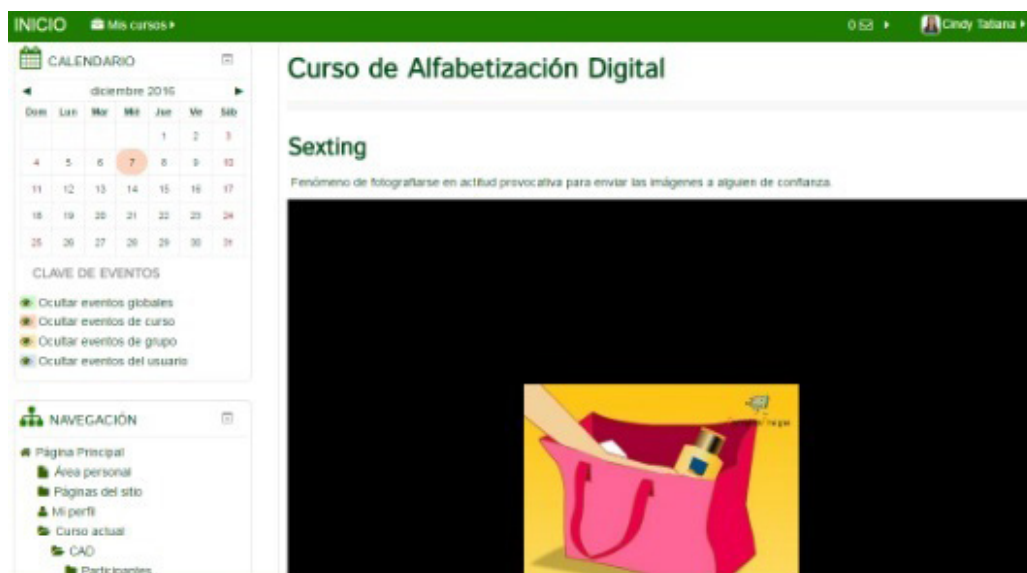 INICIO
Mis cursos
0
Cindy Tatiana
CALENDARIO
diciembre 2016
Dom Lun Mar Mié Jue Vie Sáb
1 2 3
4 5 6 7 8 9 10
11 12 13 14 15 16 17
18 19 20 21 22 23 24
25 26 27 28 29 30 31
CLAVE DE EVENTOS
Ocultar eventos globales
Ocultar eventos de curso
Ocultar eventos de grupo
Ocultar eventos del usuario
NAVEGACIÓN
Página Principal
Área personal
Páginas del sitio
Mi perfil
Curso actual
CAD
Participantes
Curso de Alfabetización Digital
Sexting
Fenómeno de fotografiarse en actitud provocativa para enviar las imágenes a alguien de confianza.